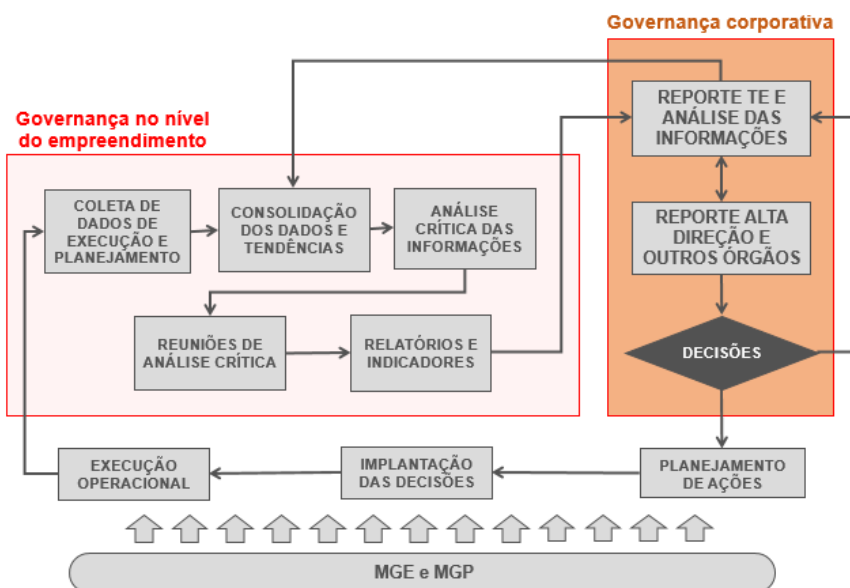 Governança corporativa
REPORTE TE E
ANÁLISE DAS
INFORMAÇÕES
Governança no nível
do empreendimento
COLETA DE
DADOS DE
EXECUÇÃO E
PLANEJAMENTO
CONSOLIDAÇÃO
DOS DADOS E
TENDÊNCIAS
ANÁLISE
CRÍTICA DAS
INFORMAÇÕES
REPORTE ALTA
DIREÇÃO E
OUTROS ÓRGÃOS
REUNIÕES DE
ANÁLISE CRÍTICA
RELATÓRIOS E
INDICADORES
DECISÕES
EXECUÇÃO
OPERACIONAL
IMPLANTAÇÃO
DAS DECISÕES
PLANEJAMENTO
DE AÇÕES
MGE e MGP